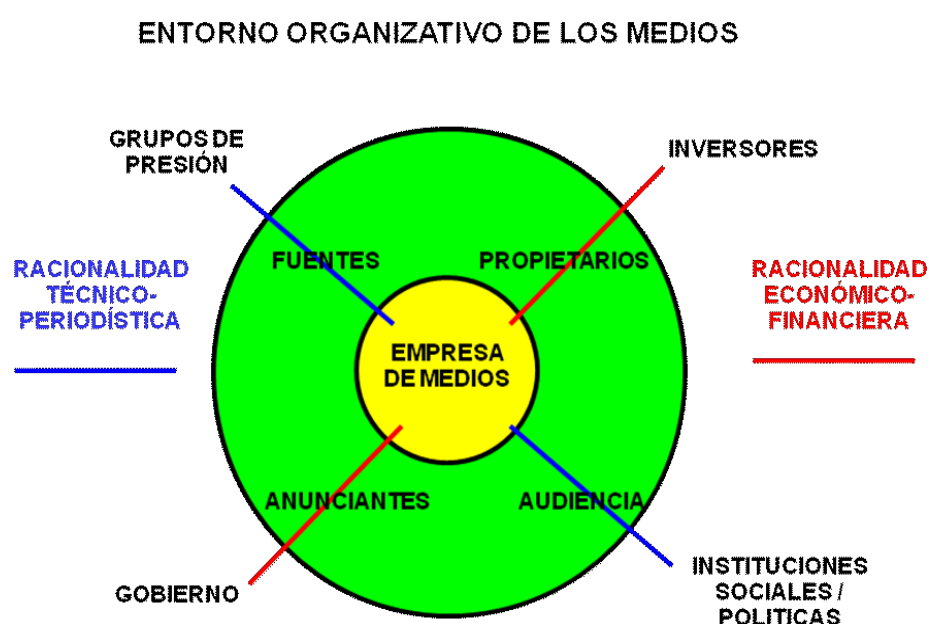 ENTORNO ORGANIZATIVO DE LOS MEDIOS
GRUPOS DE
PRESIÓN
INVERSORES
FUENTES
PROPIETARIOS
RACIONALIDAD
TÉCNICO-
PERIODÍSTICA
RACIONALIDAD
ECONÓMICO-
FINANCIERA
EMPRESA
DE MEDIOS
ANUNCIANTES
AUDIENCIA
GOBIERNO
INSTITUCIONES
SOCIALES /
POLITICAS